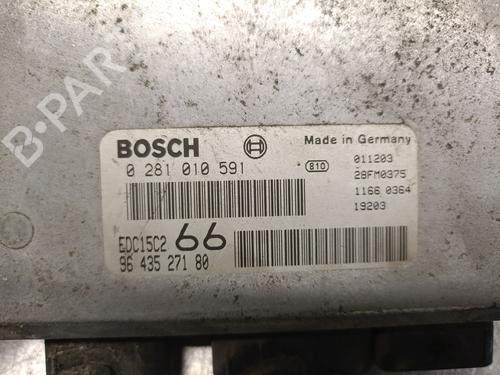 B-PARTS
BOSCH
Made in Germany
0 281 010 591
810
011203
28FM0375
1166 0364
19203
EDC15C2 66
96 435 271 80